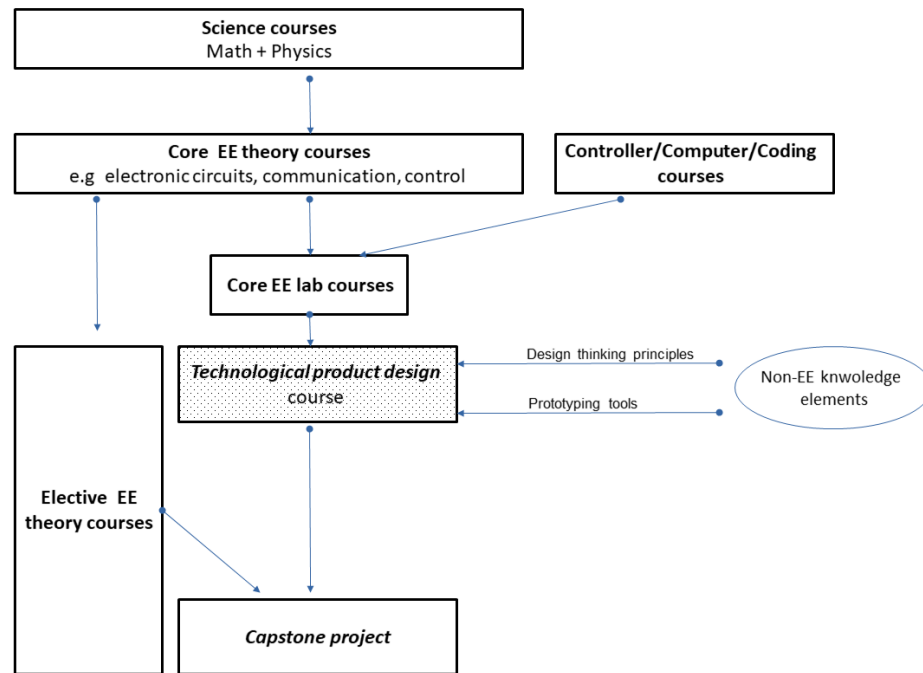 Science courses
Math + Physics
Core EE theory courses
e.g electronic circuits, communication, control
Controller/Computer/Coding
courses
Core EE lab courses
Technological product design
course
Design thinking principles
Prototyping tools
Non-EE knwoledge
elements
Elective EE
theory courses
Capstone project